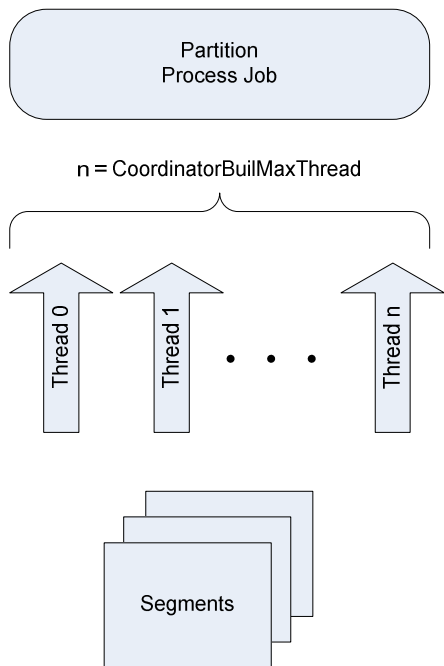 Partition
Process Job
n = CoordinatorBuilMaxThread
Thread 0
Thread 1
. . .
Thread n
Segments